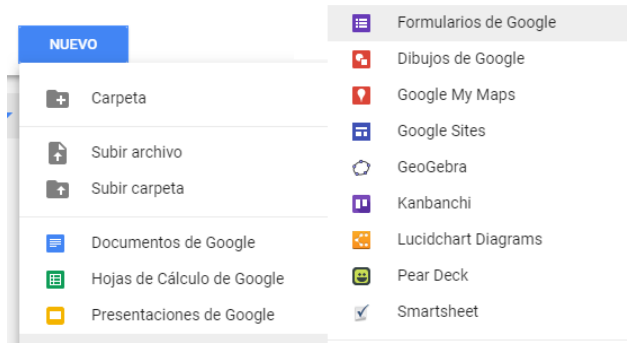 NUEVO
Carpeta
Subir archivo
Subir carpeta
Documentos de Google
Hojas de Cálculo de Google
Presentaciones de Google
Formularios de Google
Dibujos de Google
Google My Maps
Google Sites
GeoGebra
Kanbanchi
Lucidchart Diagrams
Pear Deck
Smartsheet